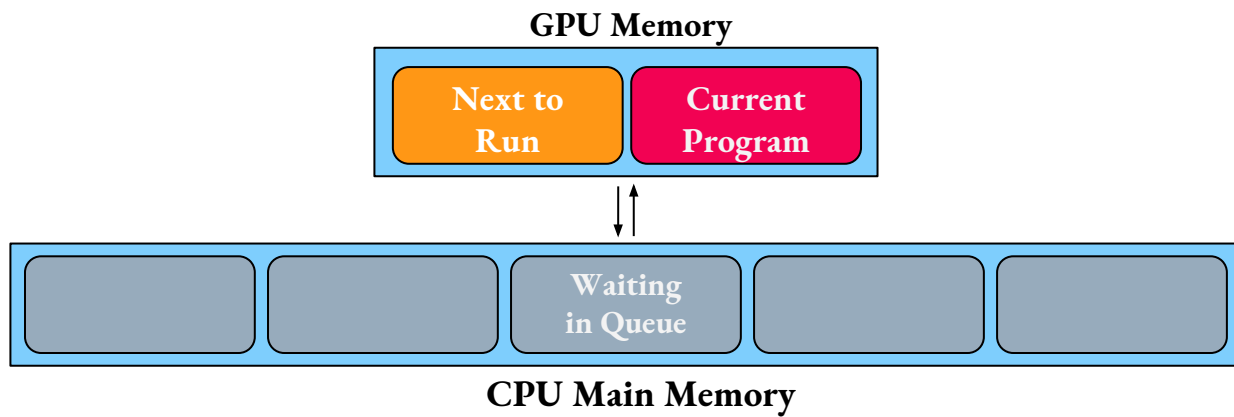 GPU Memory
Next to
Run
Current
Program
Waiting
in Queue
CPU Main Memory